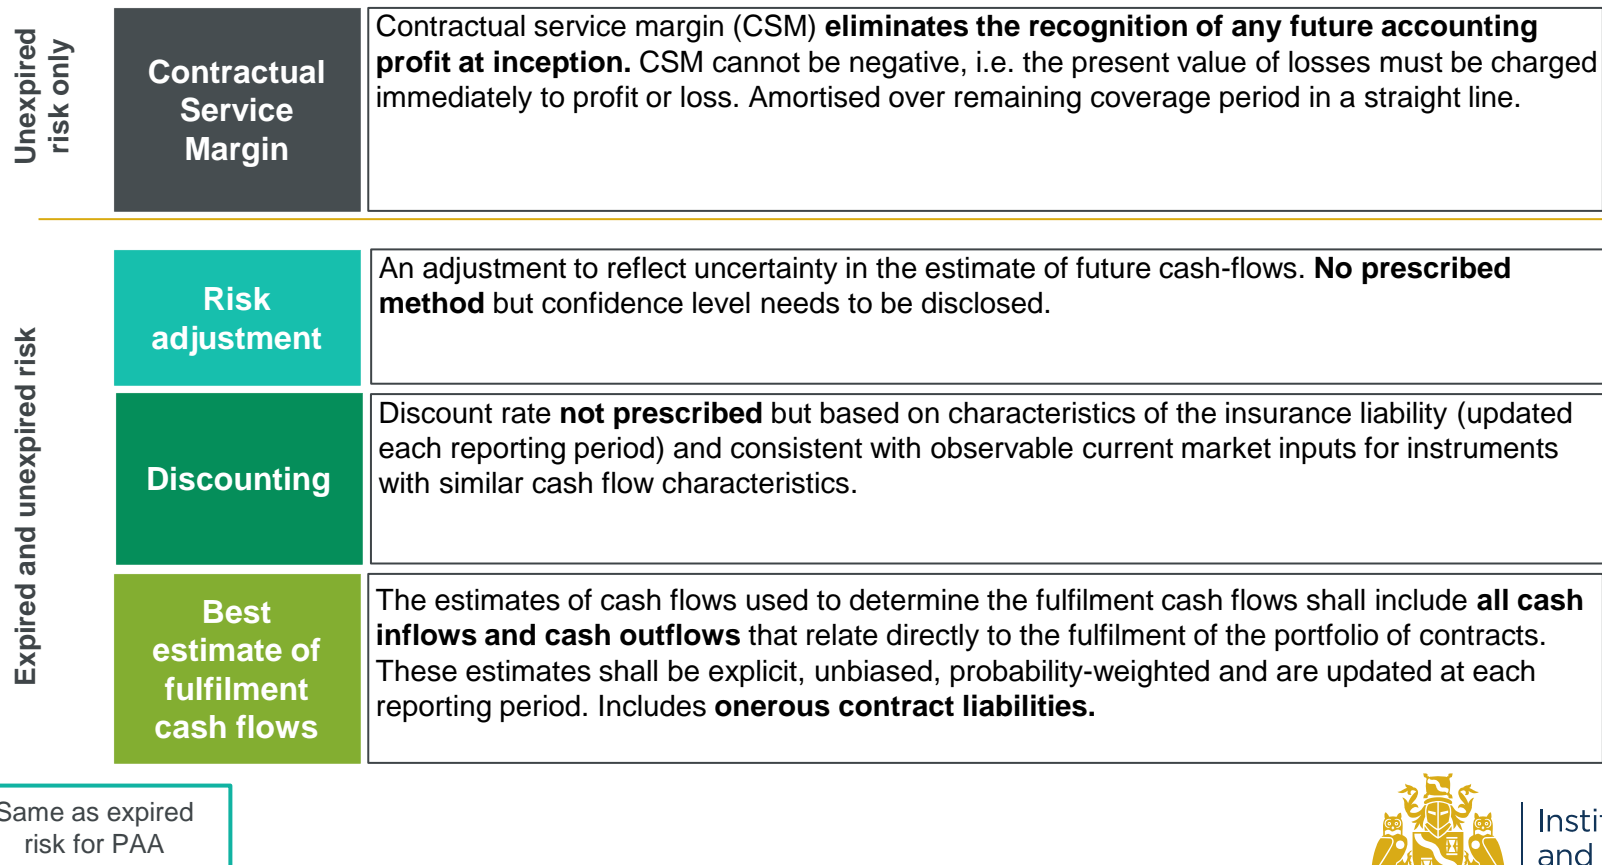 Unexpired
risk only
Contractual
Service
Margin
Contractual service margin (CSM) eliminates the recognition of any future accounting
profit at inception. CSM cannot be negative, i.e. the present value of losses must be charged
immediately to profit or loss. Amortised over remaining coverage period in a straight line.
Expired and unexpired risk
Risk
adjustment
An adjustment to reflect uncertainty in the estimate of future cash-flows. No prescribed
method but confidence level needs to be disclosed.
Discounting
Discount rate not prescribed but based on characteristics of the insurance liability (updated
each reporting period) and consistent with observable current market inputs for instruments
with similar cash flow characteristics.
Best
estimate of
fulfilment
cash flows
The estimates of cash flows used to determine the fulfilment cash flows shall include all cash
inflows and cash outflows that relate directly to the fulfilment of the portfolio of contracts.
These estimates shall be explicit, unbiased, probability-weighted and are updated at each
reporting period. Includes onerous contract liabilities.
Same as expired
risk for PAA
Instit
and